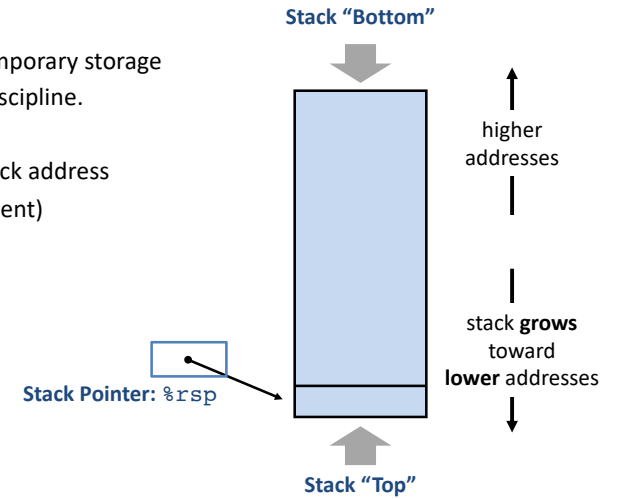 Stack “Bottom”
mporary storage
scipline.
ck address
ent)
higher
addresses
stack grows
toward
lower addresses
Stack Pointer: %rsp
Stack “Top”